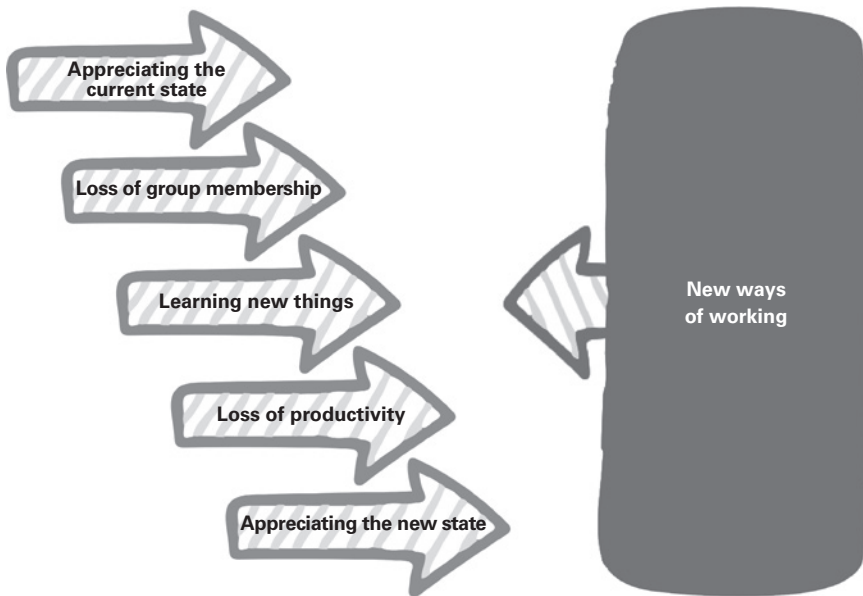 Appreciating the
current state
Loss of group membership
Learning new things
Loss of productivity
Appreciating the new state
New ways
of working